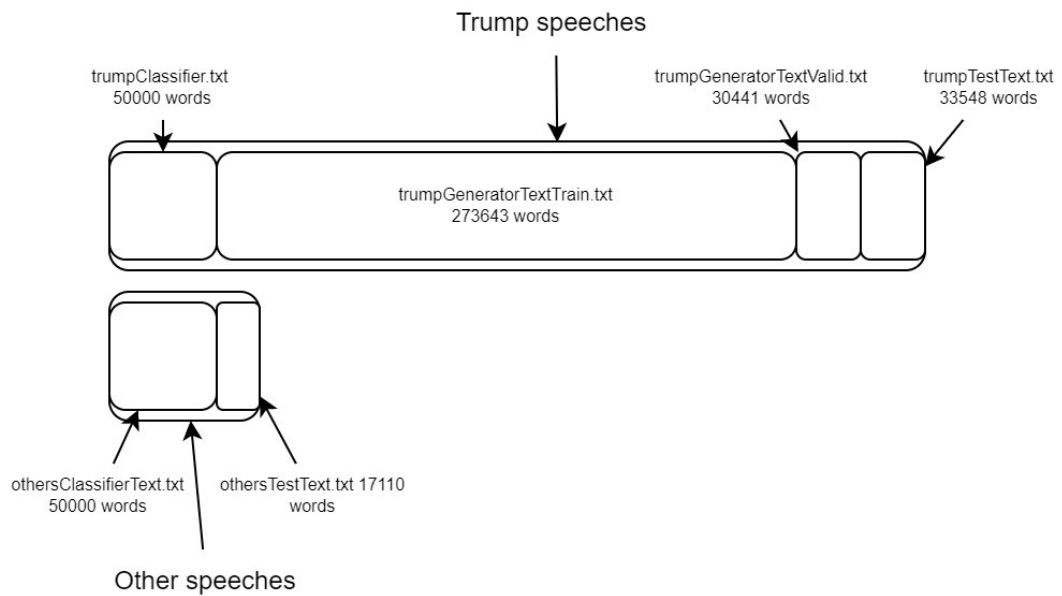 Trump speeches
trumpClassifier.txt
50000 words
trumpGeneratorTextValid.txt
30441 words
trumpTestText.txt
33548 words
trumpGeneratorTextTrain.txt
273643 words
othersClassifierText.txt
50000 words
othersTestText.txt 17110
words
Other speeches